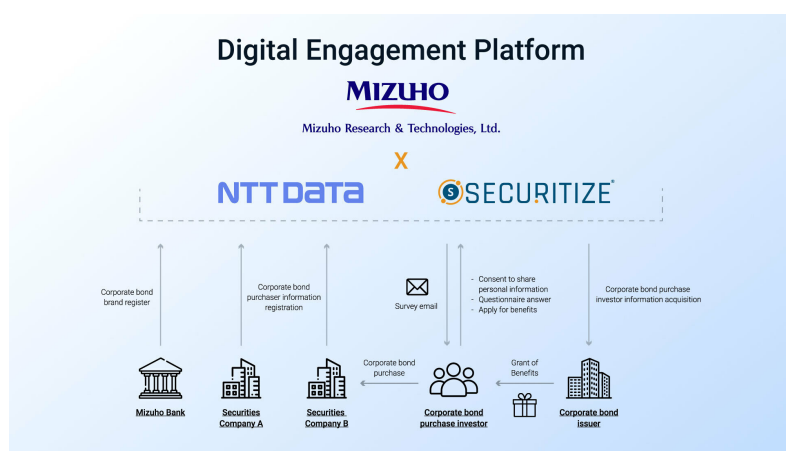 Digital Engagement Platform
MIZUHO
Mizuho Research & Technologies, Ltd.
X
NTT DATA
S SECURITIZE®
Corporate bond
brand register
Corporate bond
purchaser information
registration
Survey email
- Consent to share
personal information
- Questionnaire answer
- Apply for benefits
Corporate bond purchase
investor information acquisition
Corporate bond
purchase
Grant of
Benefits
Mizuho Bank
Securities
Company A
Securities
Company B
Corporate bond
purchase investor
Corporate bond
issuer